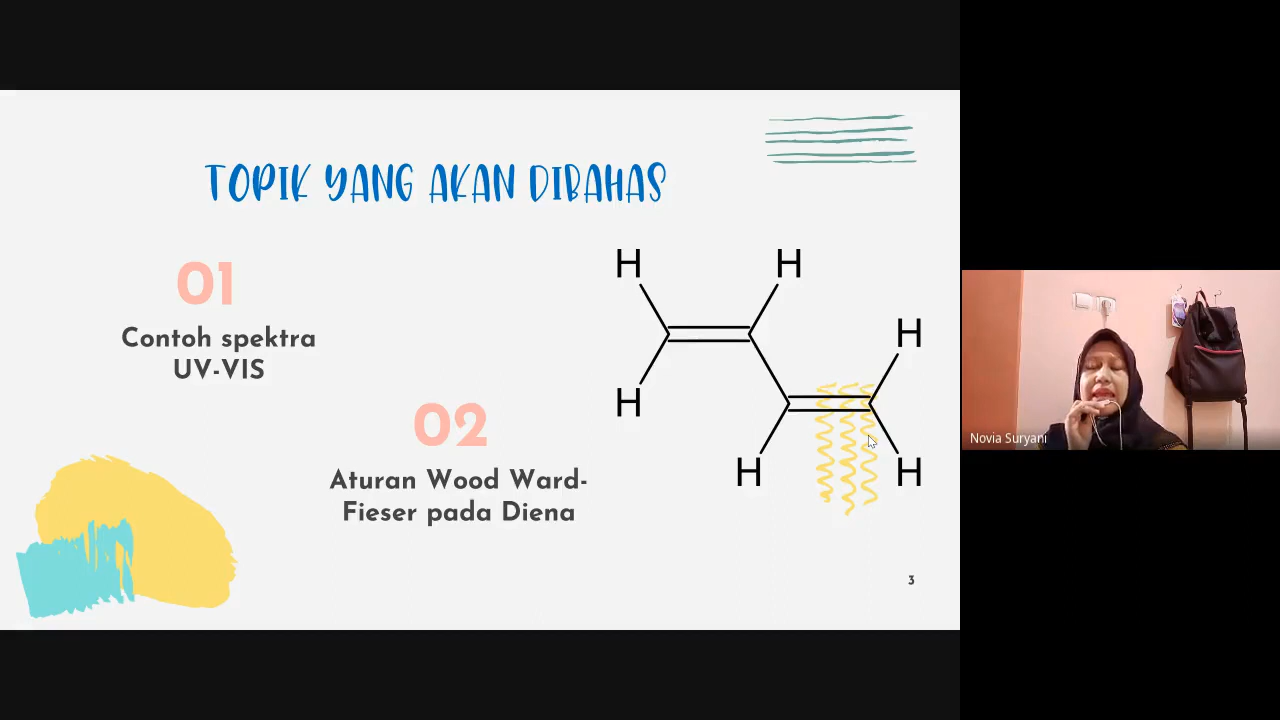 TOPIK YANG AKAN DIBAHAS
01
Contoh spektra
UV-VIS
02
Aturan Wood Ward-
Fieser pada Diena
H
H
H
H
H
H
3
Novia Suryani